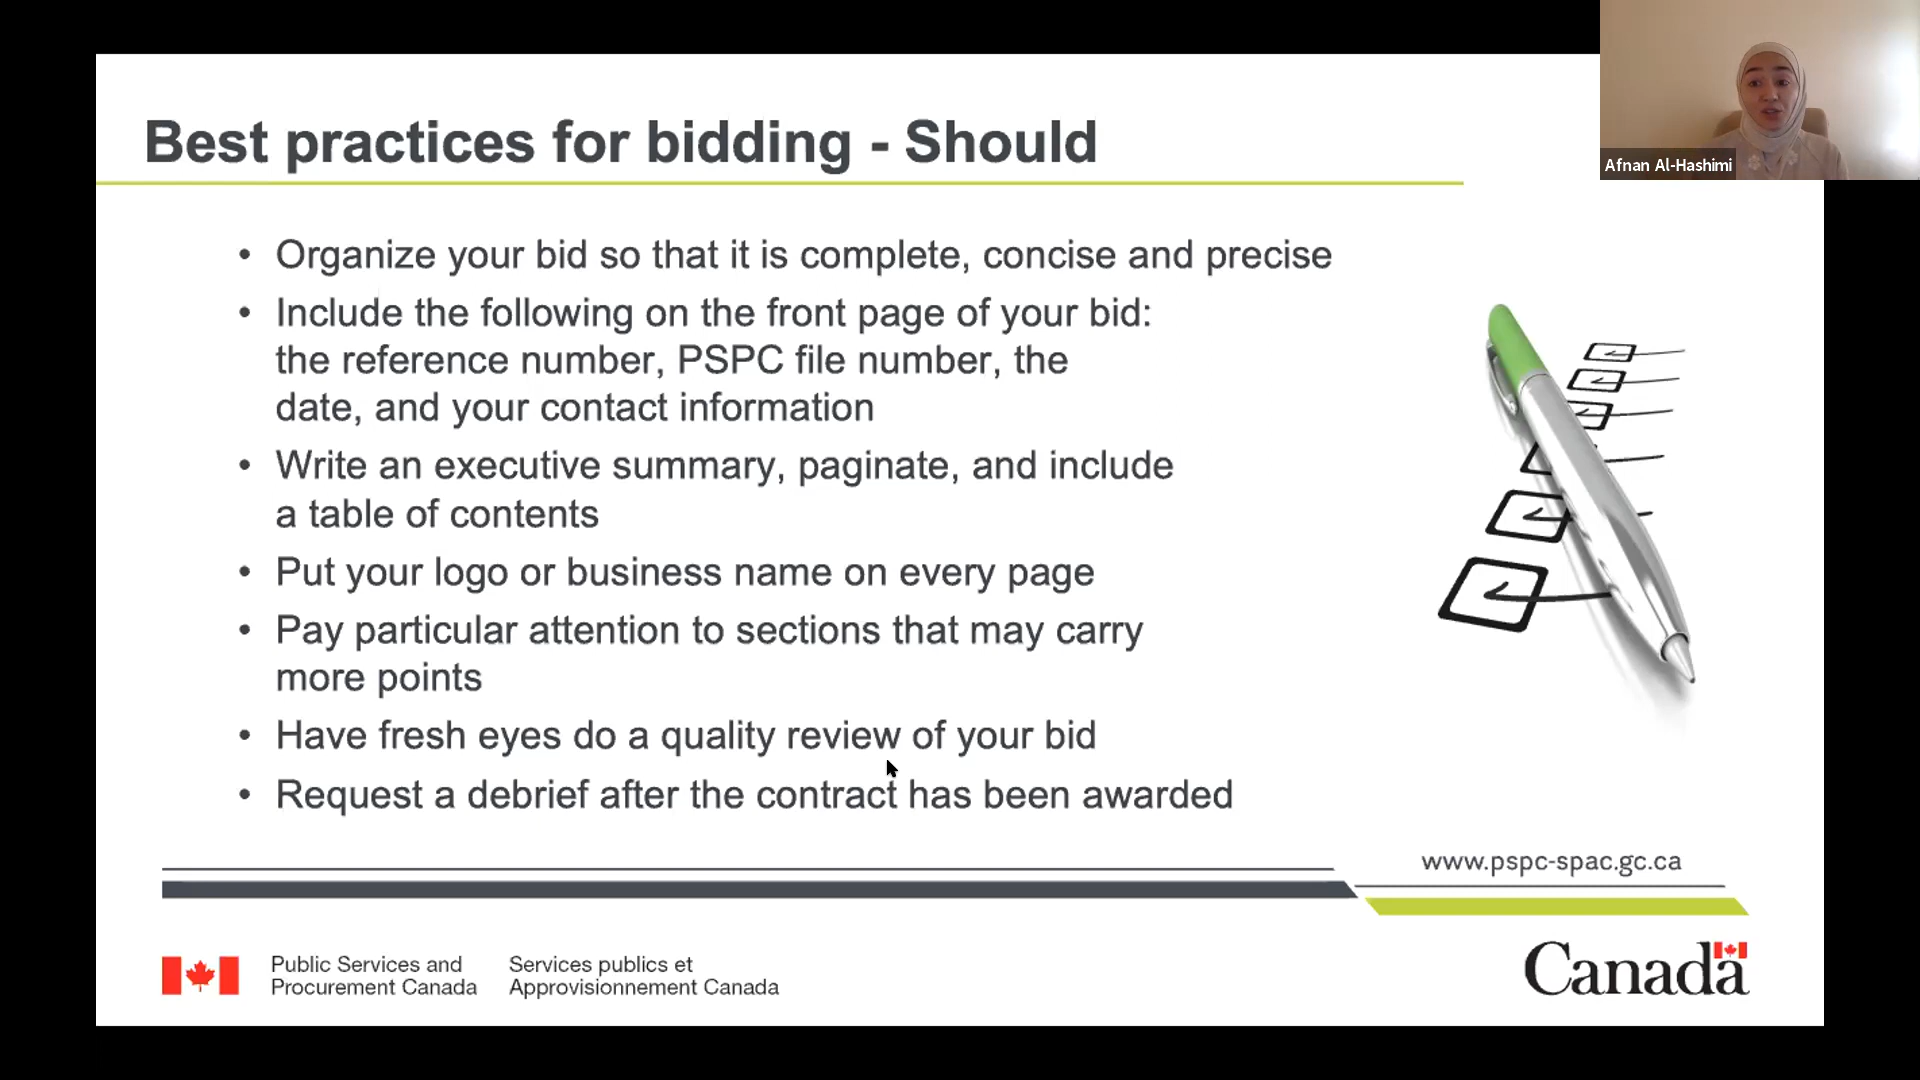 Best practices for bidding - Should
Afnan Al-Hashimi
• Organize your bid so that it is complete, concise and precise
• Include the following on the front page of your bid:
the reference number, PSPC file number, the
date, and your contact information
• Write an executive summary, paginate, and include
a table of contents
• Put your logo or business name on every page
• Pay particular attention to sections that may carry
more points
• Have fresh eyes do a quality review of your bid
• Request a debrief after the contract has been awarded
www.pspc-spac.gc.ca
Public Services and
Procurement Canada
Services publics et
Approvisionnement Canada
Canada